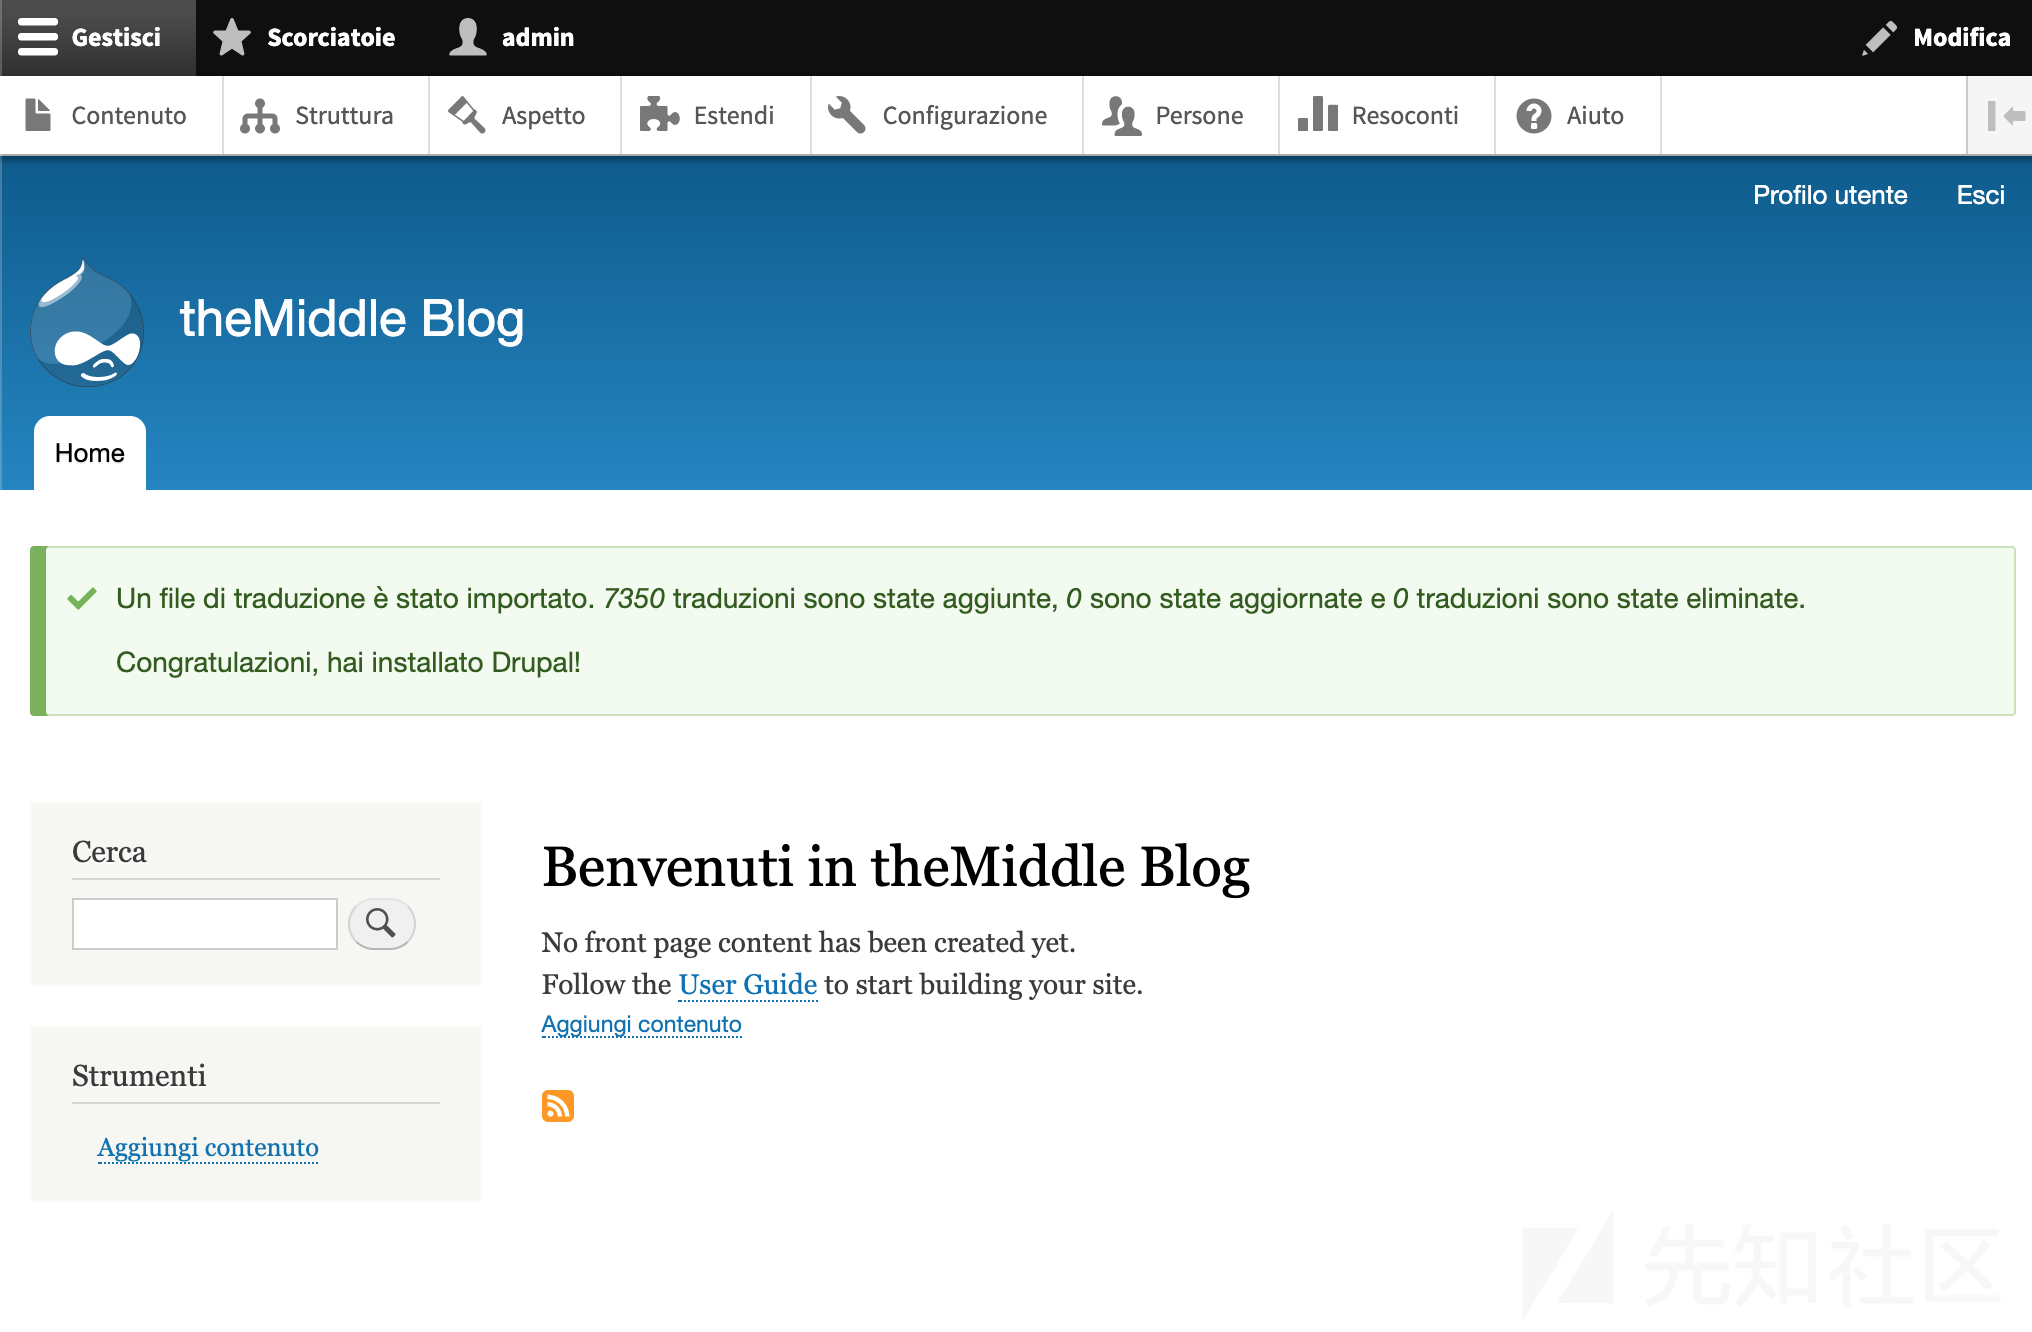 Gestisci Scorciatoie admin Modifica
Contenuto Struttura Aspetto Estendi Configurazione Persone Resoconti Aiuto
Profilo utente Esci
theMiddle Blog
Home
Un file di traduzione è stato importato. 7350 traduzioni sono state aggiunte, 0 sono state aggiornate e 0 traduzioni sono state eliminate.
Congratulazioni, hai installato Drupal!
Cerca
Benvenuti in theMiddle Blog
No front page content has been created yet.
Follow the User Guide to start building your site.
Aggiungi contenuto
Strumenti
Aggiungi contenuto
先知社区